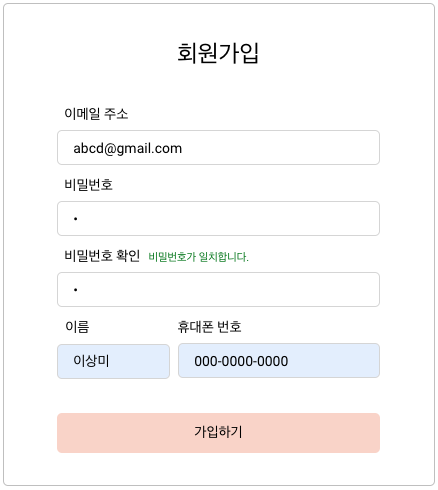 회원가입
이메일 주소
abcd@gmail.com
비밀번호
•
비밀번호 확인 비밀번호가 일치합니다.
•
이름 휴대폰 번호
이상미 000-0000-0000
가입하기